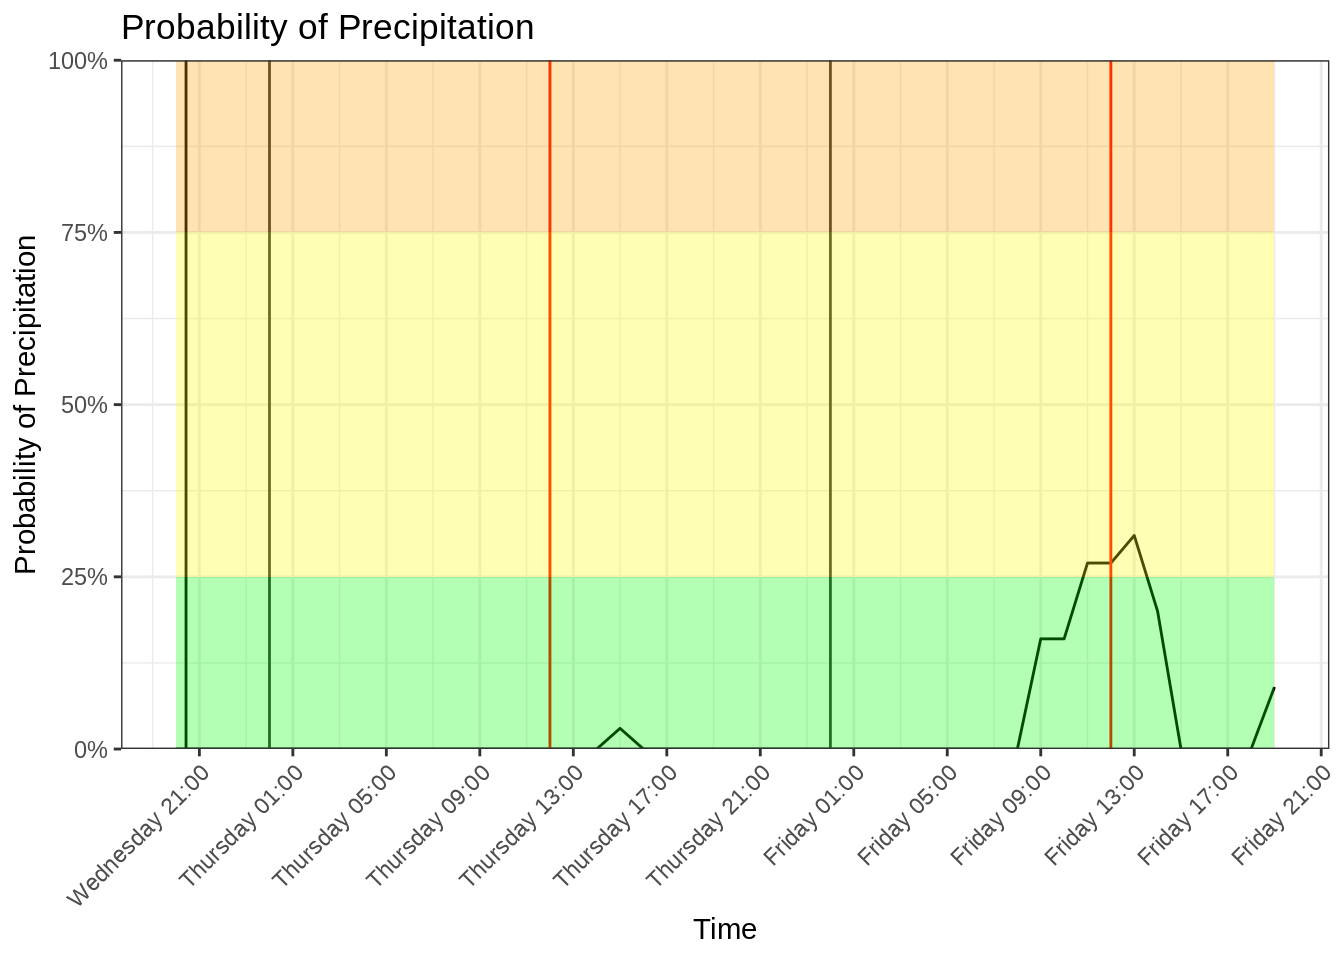 Probability of Precipitation
Probability of Precipitation
100%
75%
50%
25%
0%
Wednesday 21:00
Thursday 01:00
Thursday 05:00
Thursday 09:00
Thursday 13:00
Thursday 17:00
Thursday 21:00
Friday 01:00
Friday 05:00
Friday 09:00
Friday 13:00
Friday 17:00
Friday 21:00
Time